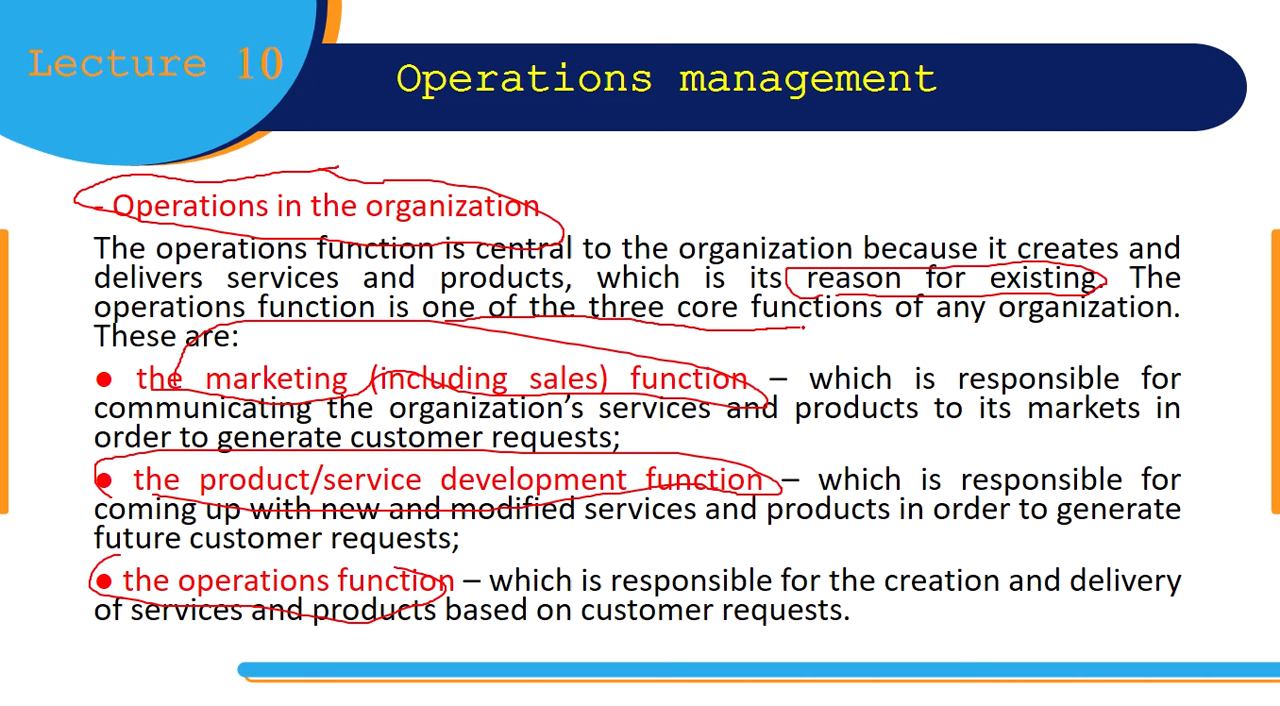 Lecture 10
Operations management
- Operations in the organization
The operations function is central to the organization because it creates and
delivers services and products, which is its reason for existing. The
operations function is one of the three core functions of any organization.
These are:
● the marketing (including sales) function – which is responsible for
communicating the organization’s services and products to its markets in
order to generate customer requests;
● the product/service development function – which is responsible for
coming up with new and modified services and products in order to generate
future customer requests;
● the operations function – which is responsible for the creation and delivery
of services and products based on customer requests.